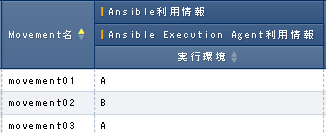 Movement名
Ansible利用情報
Ansible Execution Agent利用情報
実行環境
movement01 A
movement02 B
movement03 A